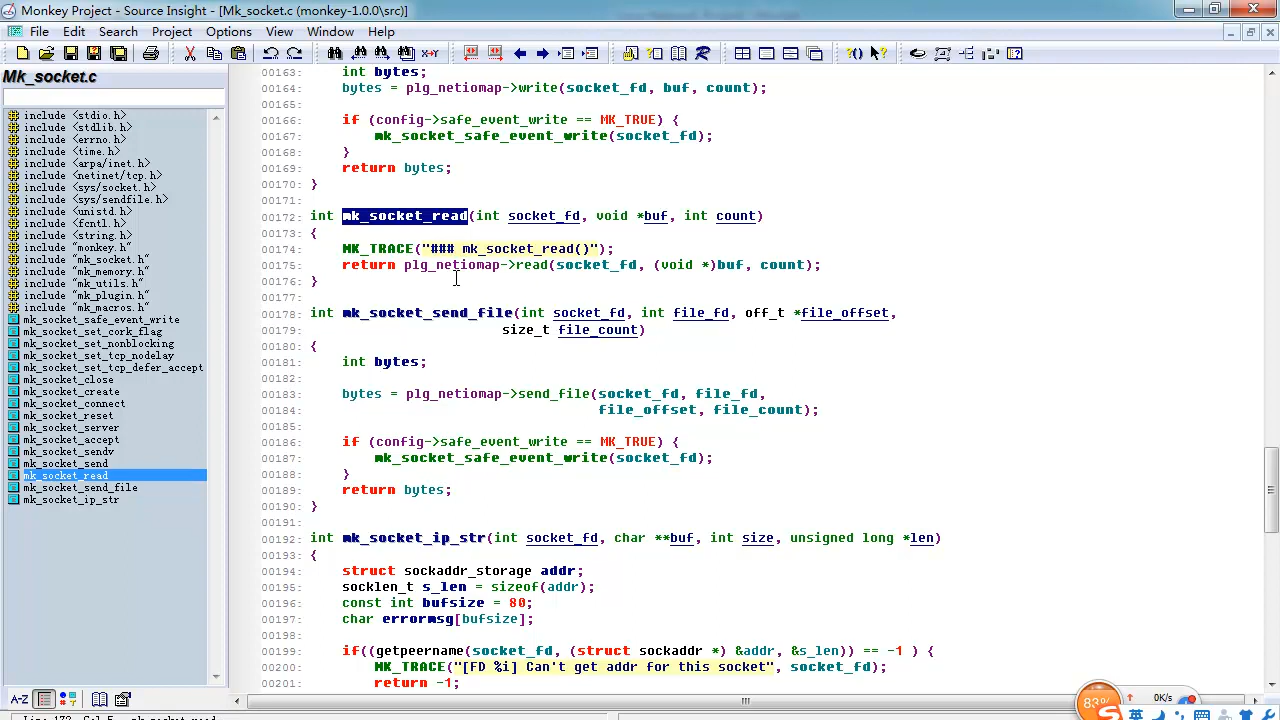 Monkey Project - Source Insight - [Mk_socket.c (monkey-1.0.0\src)]
File Edit Search Project Options View Window Help
Mk_socket.c
include <stdio.h>
include <stdlib.h>
include <errno.h>
include <time.h>
include <arpa/inet.h>
include <netinet/tcp.h>
include <sys/socket.h>
include <sys/sendfile.h>
include <unistd.h>
include <fcntl.h>
include <string.h>
include "monkey.h"
include "mk_socket.h"
include "mk_memory.h"
include "mk_utils.h"
include "mk_plugin.h"
include "mk_macros.h"
mk_socket_safe_event_write
mk_socket_set_cork_flag
mk_socket_set_nonblocking
mk_socket_set_tcp_nodelay
mk_socket_set_tcp_defer_accept
mk_socket_close
mk_socket_create
mk_socket_connect
mk_socket_reset
mk_socket_server
mk_socket_accept
mk_socket_sendv
mk_socket_send
mk_socket_read
mk_socket_send_file
mk_socket_ip_str
A-Z
00163: int bytes;
00164: bytes = plg_netiomap->write(socket_fd, buf, count);
00165:
00166: if (config->safe_event_write == MK_TRUE) {
00167: mk_socket_safe_event_write(socket_fd);
00168: }
00169: return bytes;
00170: }
00171:
00172: int mk_socket_read(int socket_fd, void *buf, int count)
00173: {
00174: MK_TRACE("### mk_socket_read()");
00175: return plg_netiomap->read(socket_fd, (void *)buf, count);
00176: }
00177:
00178: int mk_socket_send_file(int socket_fd, int file_fd, off_t *file_offset,
00179: size_t file_count)
00180: {
00181: int bytes;
00182:
00183: bytes = plg_netiomap->send_file(socket_fd, file_fd,
00184: file_offset, file_count);
00185:
00186: if (config->safe_event_write == MK_TRUE) {
00187: mk_socket_safe_event_write(socket_fd);
00188: }
00189: return bytes;
00190: }
00191:
00192: int mk_socket_ip_str(int socket_fd, char **buf, int size, unsigned long *len)
00193: {
00194: struct sockaddr_storage addr;
00195: socklen_t s_len = sizeof(addr);
00196: const int bufsize = 80;
00197: char errormsg[bufsize];
00198:
00199: if((getpeername(socket_fd, (struct sockaddr *) &addr, &s_len)) == -1 ) {
00200: MK_TRACE("[FD %i] Can't get addr for this socket", socket_fd);
00201: return -1;
83%
0K/s
英